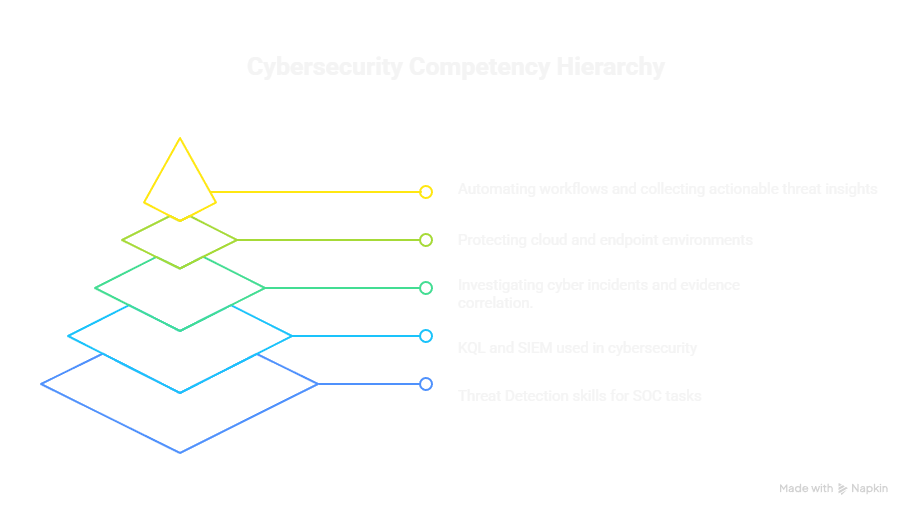 Cybersecurity Competency Hierarchy
Automating workflows and collecting actionable threat insights
Protecting cloud and endpoint environments
Investigating cyber incidents and evidence
correlation.
KQL and SIEM used in cybersecurity
Threat Detection skills for SOC tasks
Made with Napkin